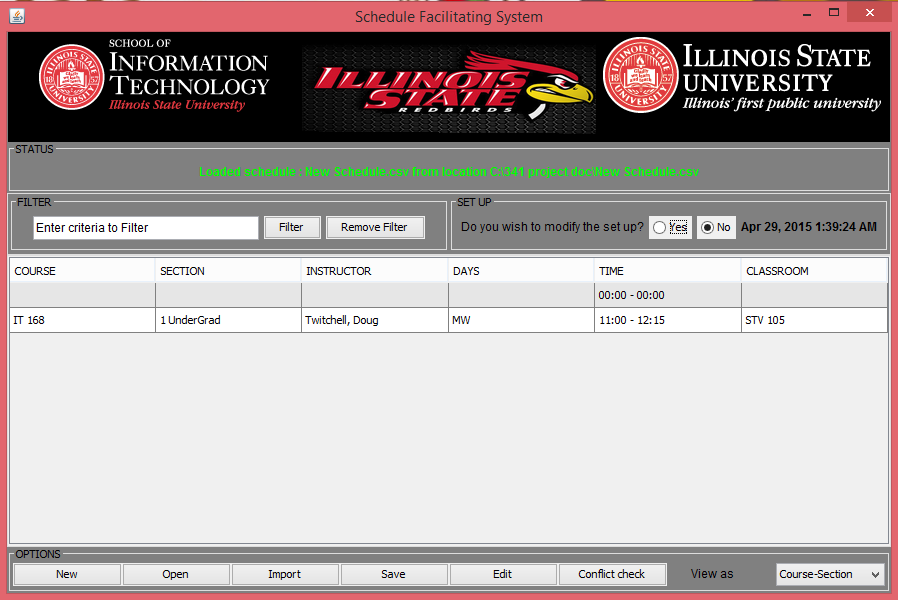 Schedule Facilitating System
SCHOOL OF
INFORMATION
TECHNOLOGY
Illinois State University
ILLINOIS
STATE
REDBIRDS
ILLINOIS STATE
UNIVERSITY
Illinois' first public university
STATUS
Loaded schedule : New Schedule.csv from location C:\341 project doc\New Schedule.csv
FILTER
Enter criteria to Filter Filter Remove Filter
SET UP
Do you wish to modify the set up? Yes No Apr 29, 2015 1:39:24 AM
COURSE SECTION INSTRUCTOR DAYS TIME CLASSROOM
00:00 - 00:00
IT 168 1 UnderGrad Twitchell, Doug MW 11:00 - 12:15 STV 105
OPTIONS
New Open Import Save Edit Conflict check View as Course-Section